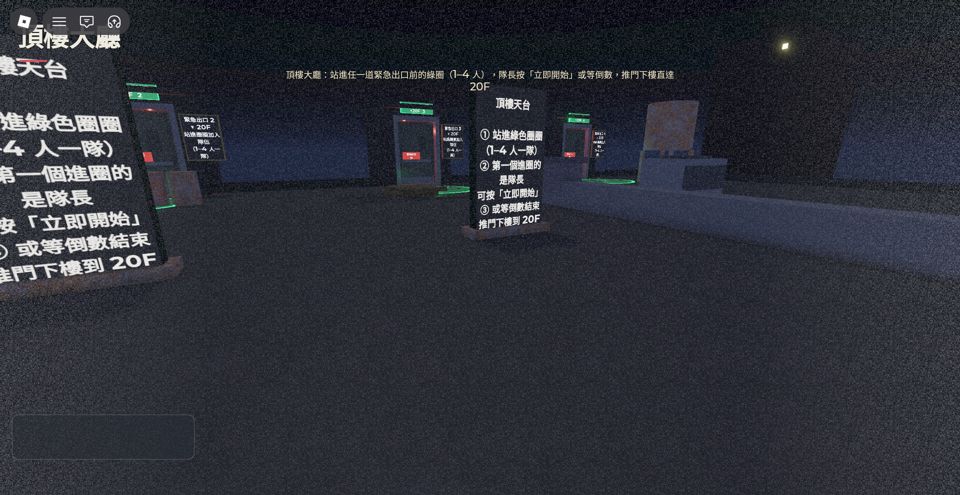 頂樓大廳
樓天台
進綠色圈圈
–4 人一隊）
第一個進圈的
是隊長
按「立即開始」
或等倒數結束
推門下樓到 20F
緊急出口 2
▼ 20F
（1–4 人一
隊）
頂樓大廳：站進任一道緊急出口前的綠圈（1–4 人），隊長按「立即開始」或等倒數，推門下樓直達
20F
頂樓天台
① 站進綠色圈圈
（1–4 人一隊）
② 第一個進圈的
是隊長
可按「立即開始」
③ 或等倒數結束
推門下樓到 20F